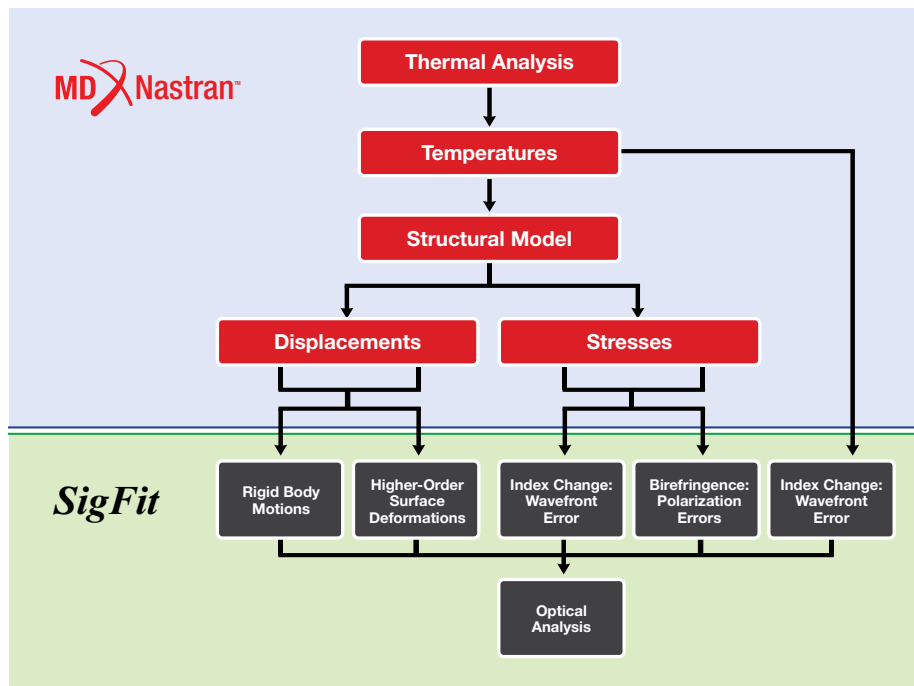 Thermal Analysis
MD Nastran™
Temperatures
Structural Model
Displacements
Stresses
SigFit
Rigid Body
Motions
Higher-Order
Surface
Deformations
Index Change:
Wavefront
Error
Birefringence:
Polarization
Errors
Index Change:
Wavefront
Error
Optical
Analysis